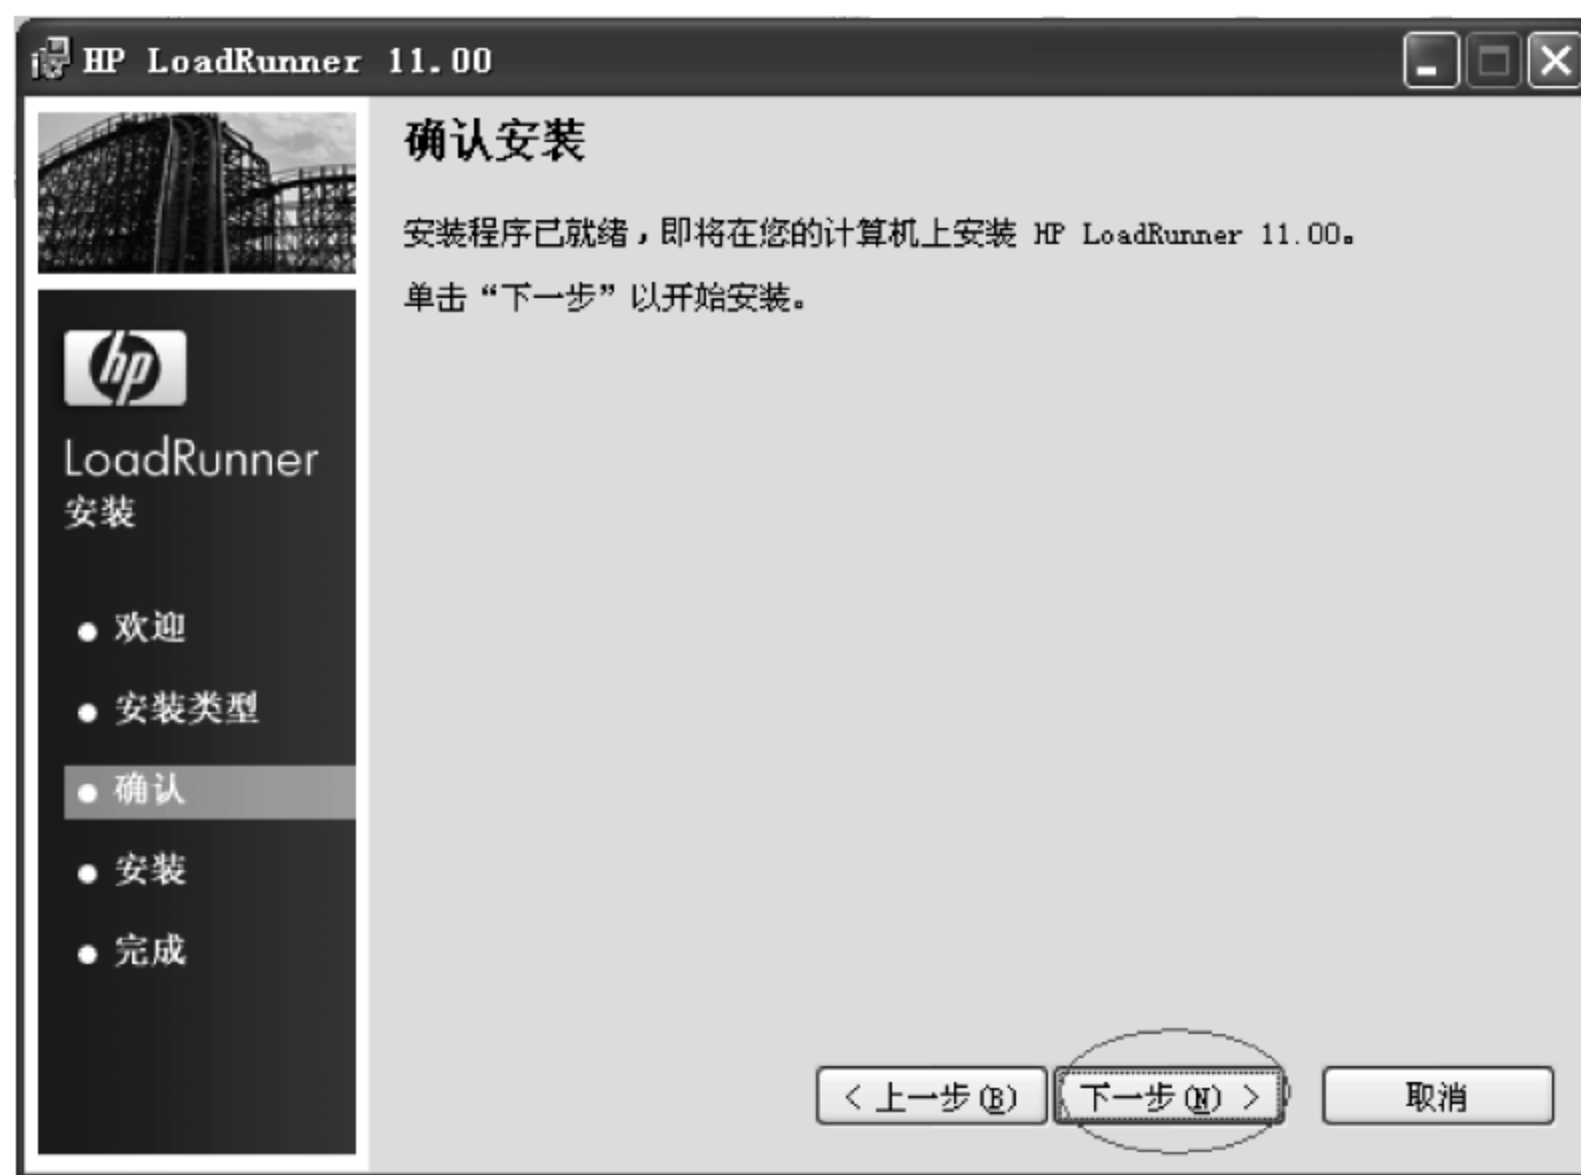 HP LoadRunner 11.00
确认安装
安装程序已就绪，即将在您的计算机上安装 HP LoadRunner 11.00。
单击“下一步”以开始安装。
hp
LoadRunner
安装
欢迎
安装类型
确认
安装
完成
< 上一步(B)
下一步(N) >
取消